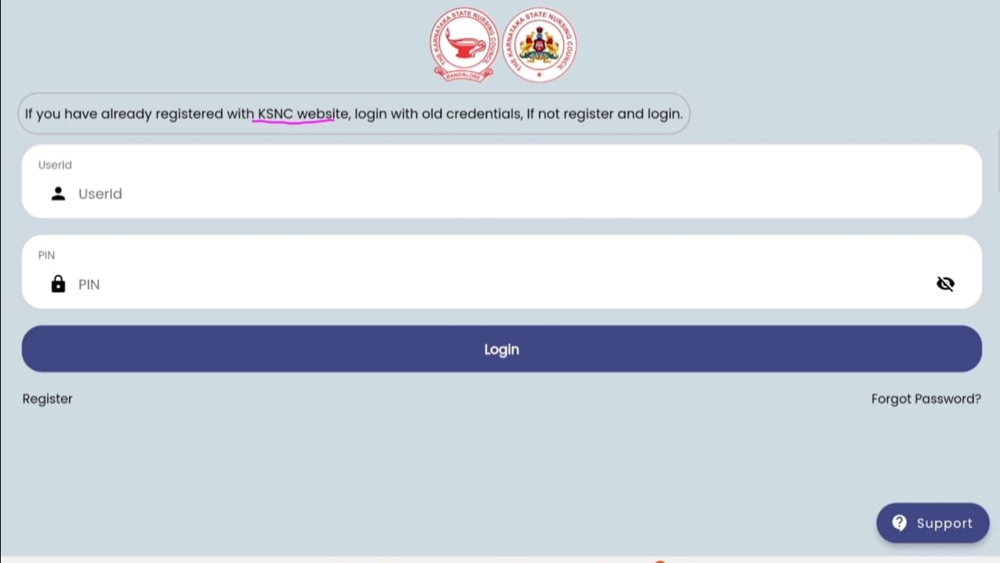 THE KARNATAKA STATE NURSING COUNCIL
BANGALORE
THE KARNATAKA STATE NURSING COUNCIL
If you have already registered with KSNC website, login with old credentials, If not register and login.
UserId
UserId
PIN
PIN
Login
Register
Forgot Password?
Support